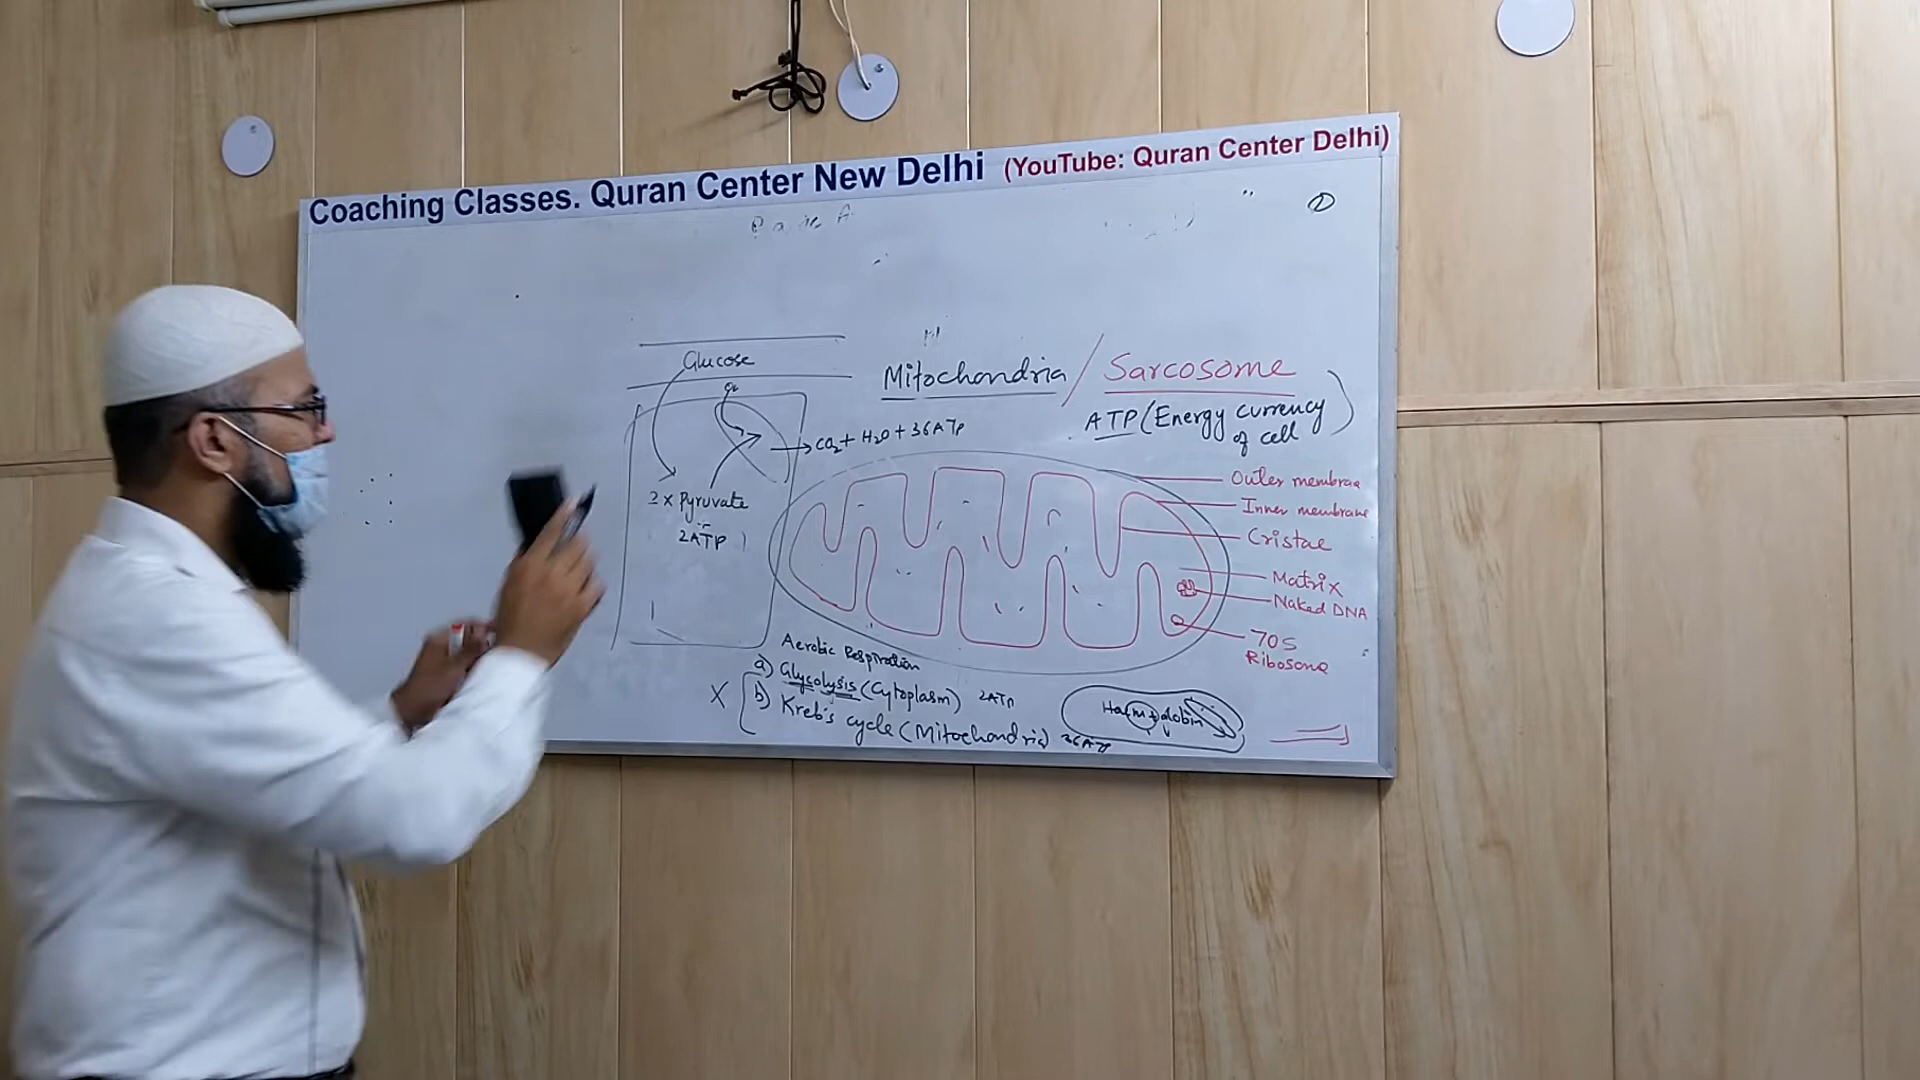 Coaching Classes. Quran Center New Delhi (YouTube: Quran Center Delhi)
Glucose
Mitochondria / Sarcosome
ATP (Energy currency of cell)
CO2 + H2O + 36ATP
2 x Pyruvate
2ATP
Outer membrae
Inner membrane
Cristae
Matrix
Naked DNA
70S
Ribosome
Aerobic Respiration
a) Glycolysis (Cytoplasm) 2ATP
X b) Kreb's cycle (Mitochondria) 36ATP